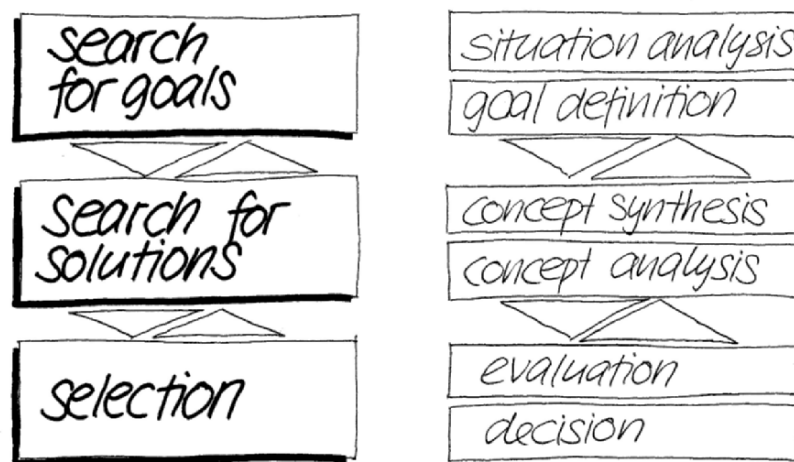 search
for goals
search for
solutions
selection
situation analysis
goal definition
concept synthesis
concept analysis
evaluation
decision